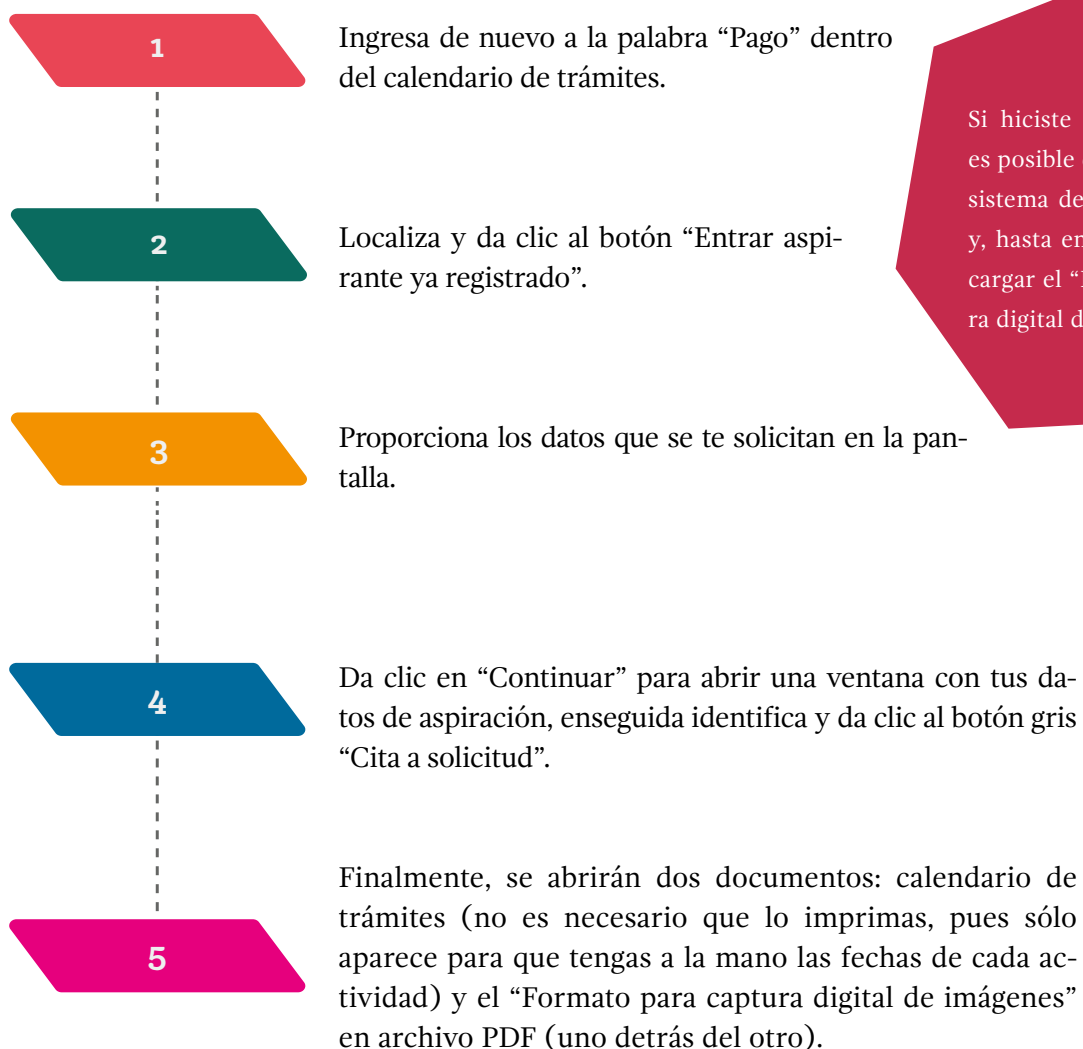 1
Ingresa de nuevo a la palabra “Pago” dentro
del calendario de trámites.
2
Localiza y da clic al botón “Entrar aspi-
rante ya registrado”.
Si hiciste
es posible
sistema de
y, hasta en
cargar el “
ra digital d
3
Proporciona los datos que se te solicitan en la pan-
talla.
4
Da clic en “Continuar” para abrir una ventana con tus da-
tos de aspiración, enseguida identifica y da clic al botón gris
“Cita a solicitud”.
5
Finalmente, se abrirán dos documentos: calendario de
trámites (no es necesario que lo imprimas, pues sólo
aparece para que tengas a la mano las fechas de cada ac-
tividad) y el “Formato para captura digital de imágenes”
en archivo PDF (uno detrás del otro).